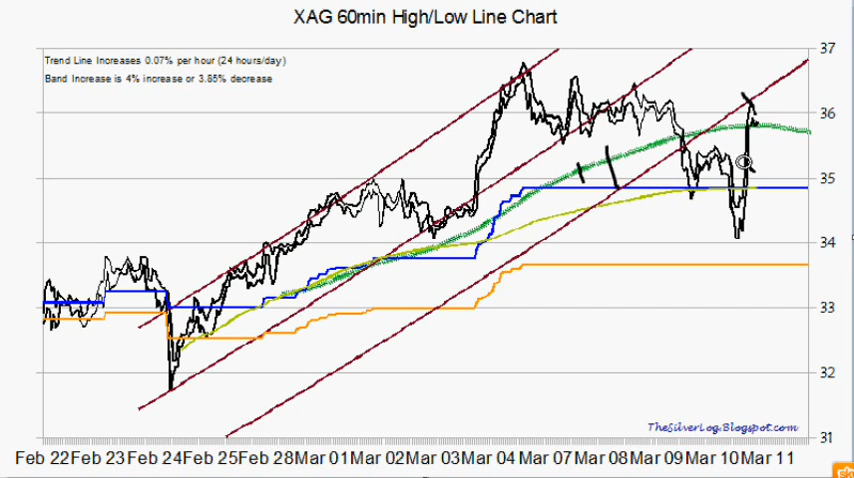 XAG 60min High/Low Line Chart
Trend Line Increases 0.07% per hour (24 hours/day)
Band Increase is 4% increase or 3.85% decrease
37
36
35
34
33
32
31
TheSilverLog.Blogspot.com
Feb 22 Feb 23 Feb 24 Feb 25 Feb 28 Mar 01 Mar 02 Mar 03 Mar 04 Mar 07 Mar 08 Mar 09 Mar 10 Mar 11